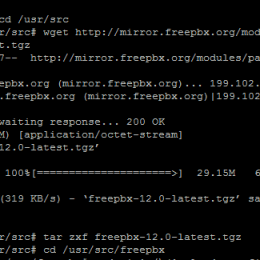 cd /usr/src
r/src# wget http://mirror.freepbx.org/mod
t.tgz
7-- http://mirror.freepbx.org/modules/pa
epbx.org (mirror.freepbx.org)... 199.102.
.freepbx.org (mirror.freepbx.org)|199.102
waiting response... 200 OK
M) [application/octet-stream]
12.0-latest.tgz’
100%[======================>] 29.15M 6
(319 KB/s) - ‘freepbx-12.0-latest.tgz’ sa
r/src# tar zxf freepbx-12.0-latest.tgz
r/src# cd /usr/src/freepbx